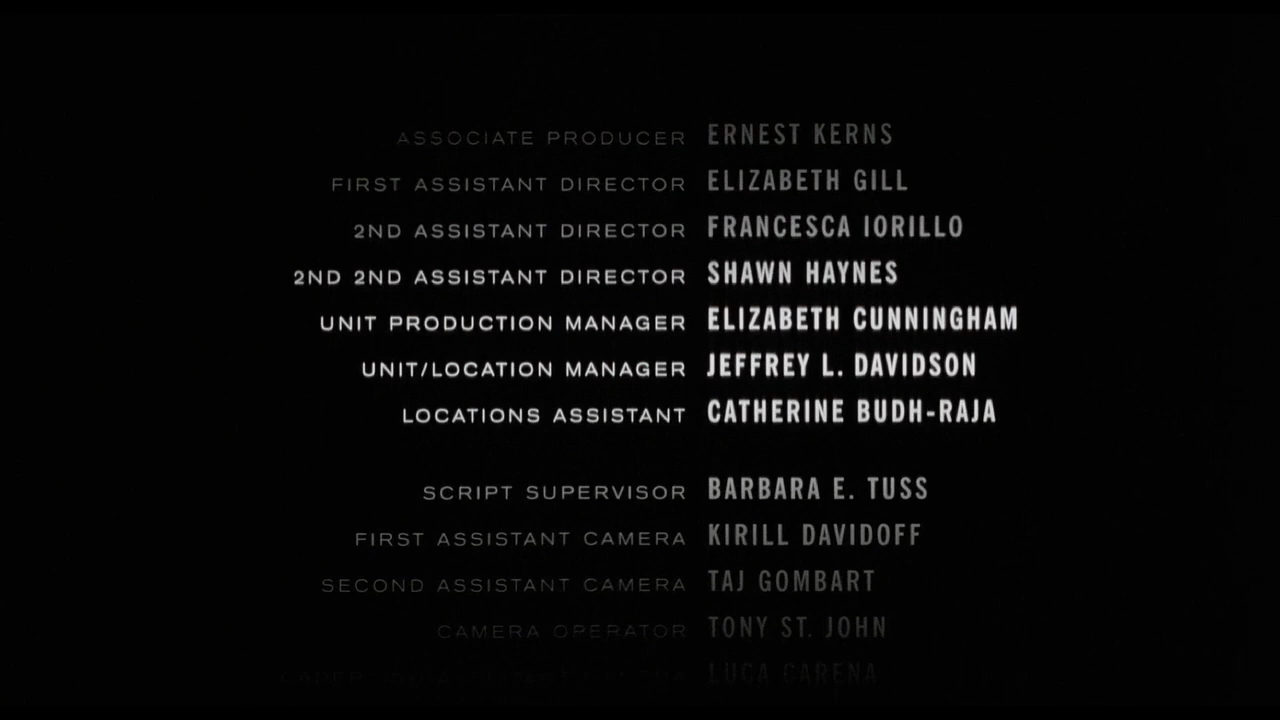 ASSOCIATE PRODUCER ERNEST KERNS
FIRST ASSISTANT DIRECTOR ELIZABETH GILL
2ND ASSISTANT DIRECTOR FRANCESCA IORILLO
2ND 2ND ASSISTANT DIRECTOR SHAWN HAYNES
UNIT PRODUCTION MANAGER ELIZABETH CUNNINGHAM
UNIT/LOCATION MANAGER JEFFREY L. DAVIDSON
LOCATIONS ASSISTANT CATHERINE BUDH-RAJA
SCRIPT SUPERVISOR BARBARA E. TUSS
FIRST ASSISTANT CAMERA KIRILL DAVIDOFF
SECOND ASSISTANT CAMERA TAJ GOMBART
CAMERA OPERATOR TONY ST. JOHN
LUCA CARENA